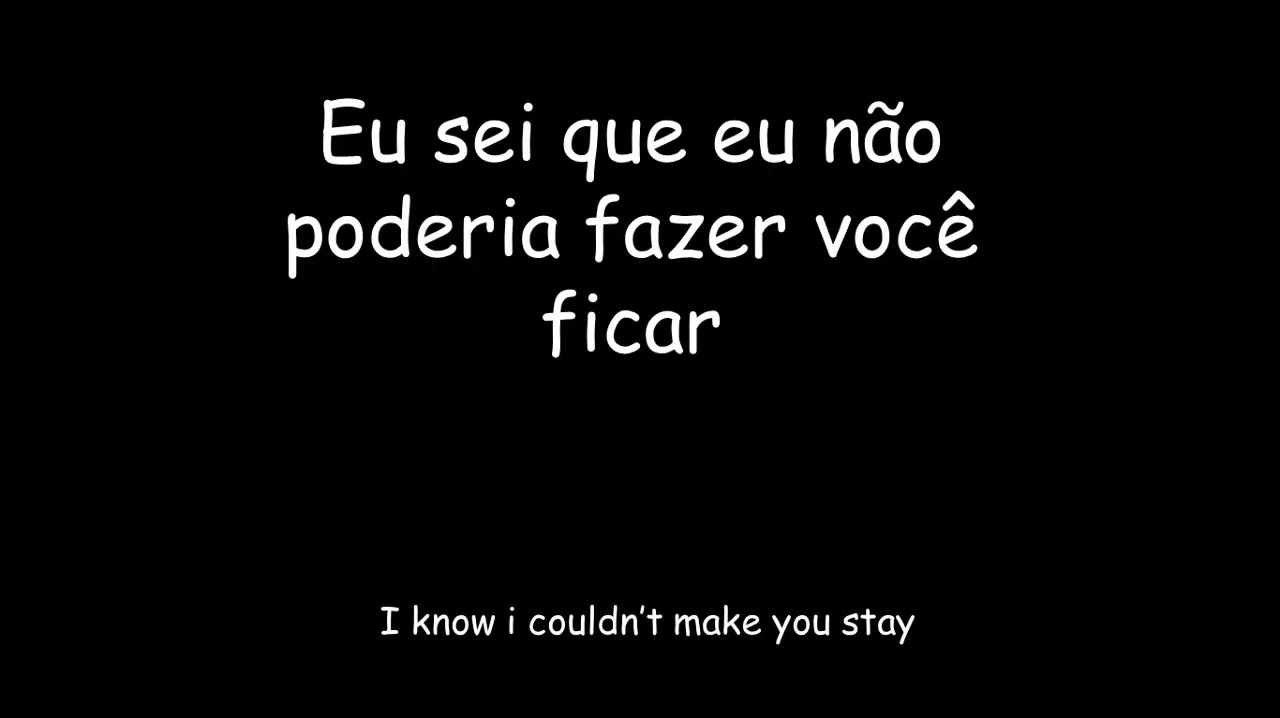 Eu sei que eu não
poderia fazer você
ficar
I know i couldn’t make you stay